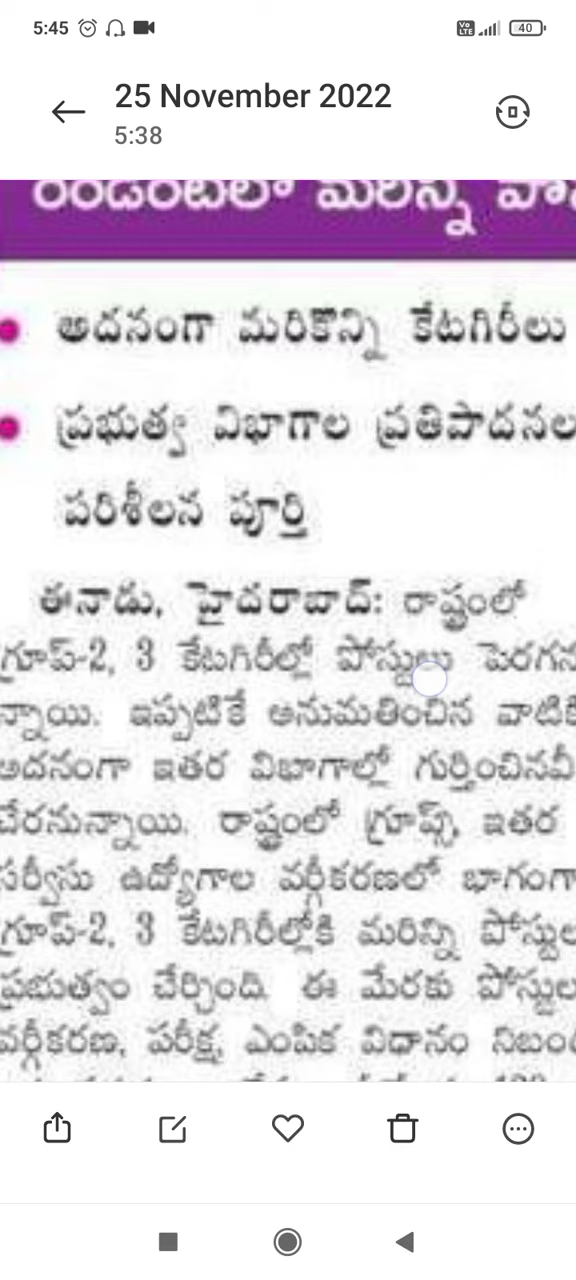 5:45 40
25 November 2022
5:38
రెండింటిలో మరిన్ని
అదనంగా మరికొన్ని కేటగిరీలు
ప్రభుత్వ విభాగాల ప్రతిపాదనల
పరిశీలన పూర్తి
ఈనాడు, హైదరాబాద్: రాష్ట్రంలో
గ్రూప్-2, 3 కేటగిరీల్లో పోస్టులు పెరగన
న్నాయి. ఇప్పటికే అనుమతించిన వాటికి
అదనంగా ఇతర విభాగాల్లో గుర్తించినవీ
చేరనున్నాయి. రాష్ట్రంలో గ్రూప్స్, ఇతర
సర్వీసు ఉద్యోగాల వర్గీకరణలో భాగంగా
గ్రూప్-2, 3 కేటగిరీల్లోకి మరిన్ని పోస్టుల
ప్రభుత్వం చేర్చింది. ఈ మేరకు పోస్టుల
వర్గీకరణ, పరీక్ష, ఎంపిక విధానం నిబం